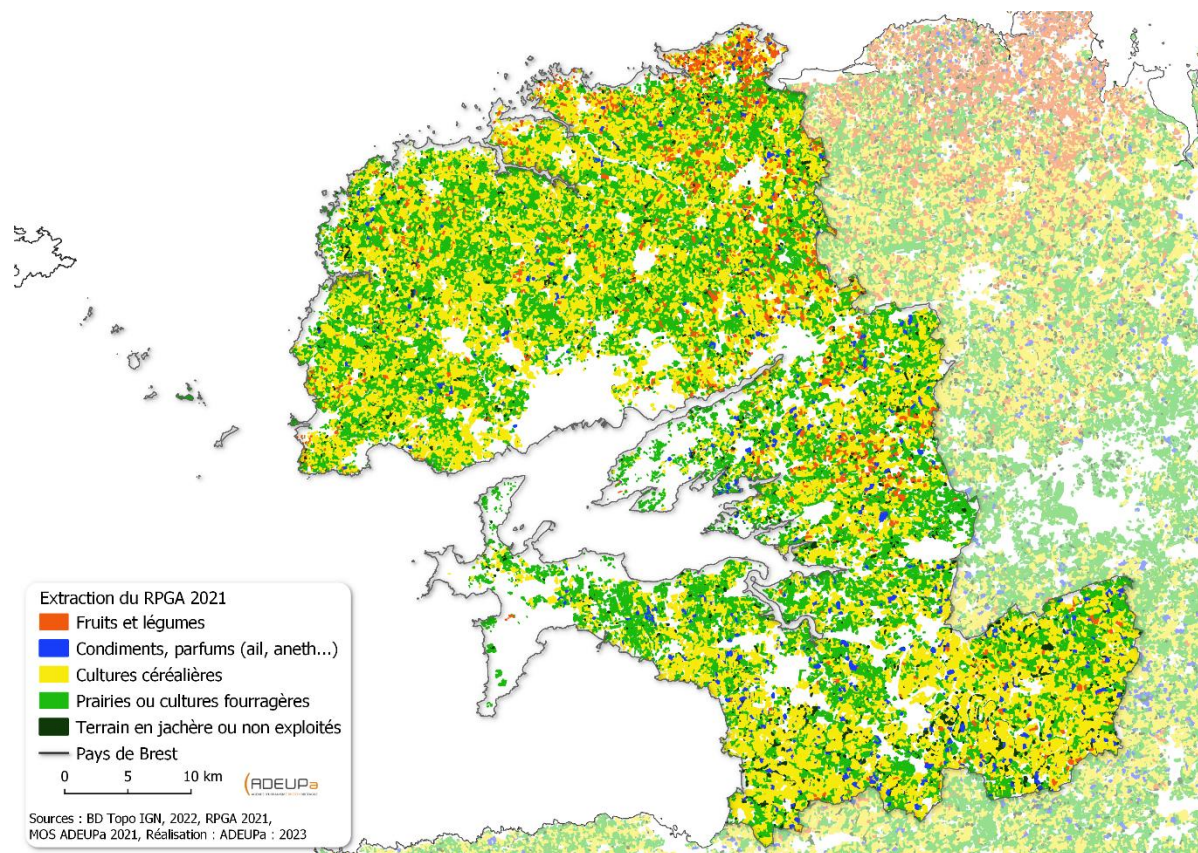 Extraction du RPGA 2021
Fruits et légumes
Condiments, parfums (ail, aneth...)
Cultures céréalières
Prairies ou cultures fourragères
Terrain en jachère ou non exploités
Pays de Brest
0 5 10 km
ADEUPa
Sources : BD Topo IGN, 2022, RPGA 2021,
MOS ADEUPa 2021, Réalisation : ADEUPa : 2023